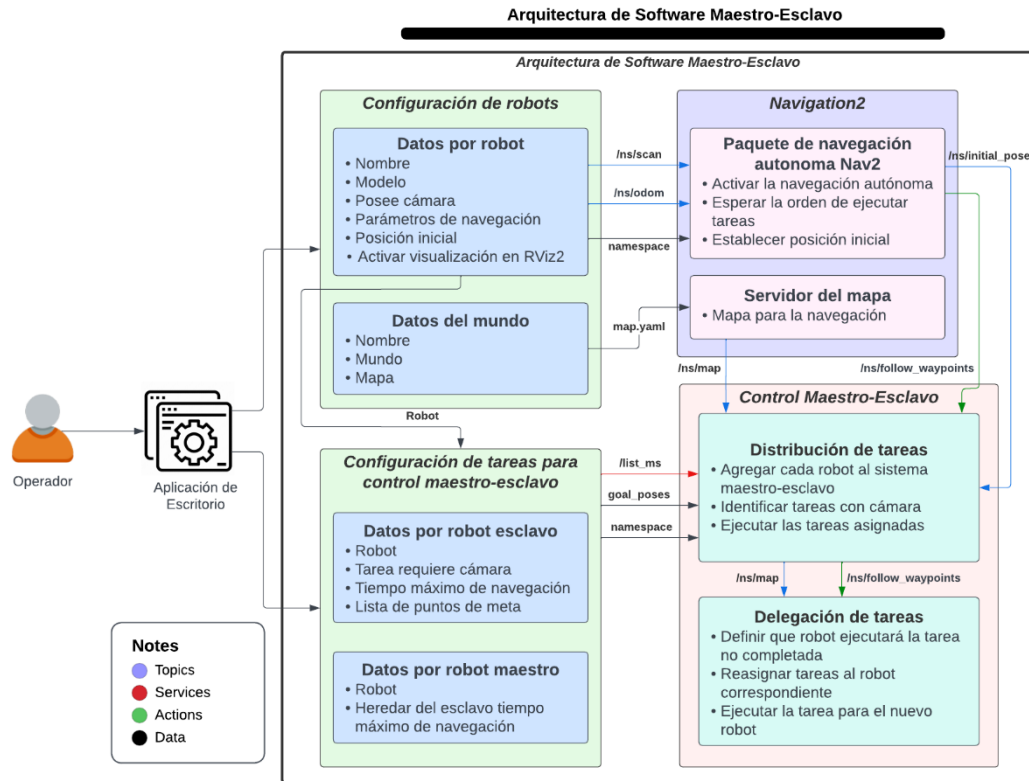 Arquitectura de Software Maestro-Esclavo
Arquitectura de Software Maestro-Esclavo
Configuración de robots
Datos por robot
• Nombre
• Modelo
• Posee cámara
• Parámetros de navegación
• Posición inicial
• Activar visualización en RViz2
Datos del mundo
• Nombre
• Mundo
• Mapa
/ns/scan
/ns/odom
namespace
map.yaml
Navigation2
Paquete de navegación
autonoma Nav2
• Activar la navegación autónoma
• Esperar la orden de ejecutar
tareas
• Establecer posición inicial
Servidor del mapa
• Mapa para la navegación
/ns/initial_pose
/ns/map
/ns/follow_waypoints
Operador
Aplicación de
Escritorio
Robot
Configuración de tareas para
control maestro-esclavo
Datos por robot esclavo
• Robot
• Tarea requiere cámara
• Tiempo máximo de navegación
• Lista de puntos de meta
Datos por robot maestro
• Robot
• Heredar del esclavo tiempo
máximo de navegación
/list_ms
goal_poses
namespace
Control Maestro-Esclavo
Distribución de tareas
• Agregar cada robot al sistema
maestro-esclavo
• Identificar tareas con cámara
• Ejecutar las tareas asignadas
/ns/map
/ns/follow_waypoints
Delegación de tareas
• Definir que robot ejecutará la tarea
no completada
• Reasignar tareas al robot
correspondiente
• Ejecutar la tarea para el nuevo
robot
Notes
Topics
Services
Actions
Data